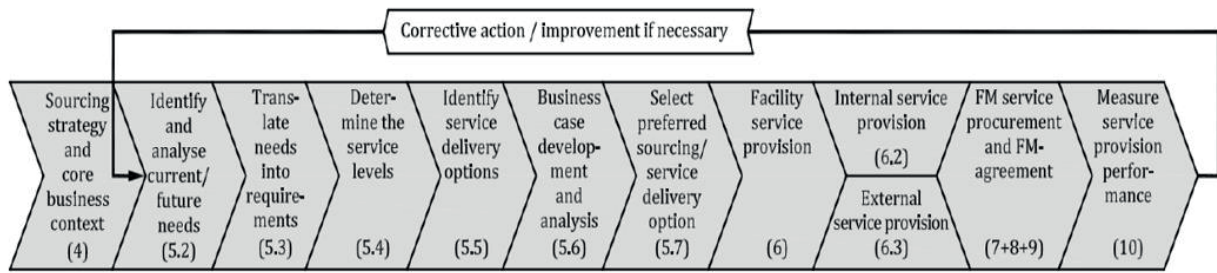 Corrective action / improvement if necessary
Sourcing
strategy
and
core
business
context
(4)
Identify
and
analyse
current/
future
needs
(5.2)
Trans-
late
needs
into
require-
ments
(5.3)
Deter-
mine the
service
levels
(5.4)
Identify
service
delivery
options
(5.5)
Business
case
develop-
ment
and
analysis
(5.6)
Select
preferred
sourcing/
service
delivery
option
(5.7)
Facility
service
provision
(6)
Internal service
provision
(6.2)
External
service provision
(6.3)
FM service
procurement
and FM-
agreement
(7+8+9)
Measure
service
provision
perfor-
mance
(10)